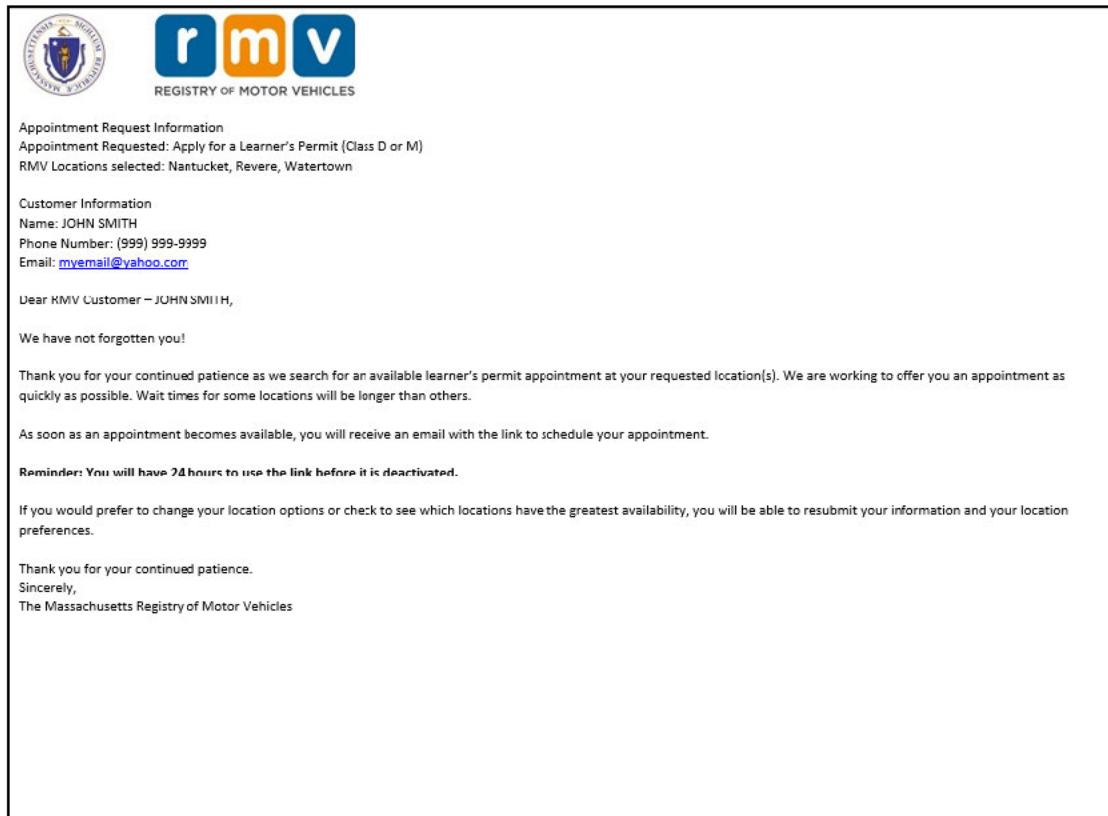 rmv
REGISTRY OF MOTOR VEHICLES
Appointment Request Information
Appointment Requested: Apply for a Learner's Permit (Class D or M)
RMV Locations selected: Nantucket, Revere, Watertown
Customer Information
Name: JOHN SMITH
Phone Number: (999) 999-9999
Email: myemail@yahoo.com
Dear RMV Customer – JOHN SMITH,
We have not forgotten you!
Thank you for your continued patience as we search for an available learner's permit appointment at your requested location(s). We are working to offer you an appointment as
quickly as possible. Wait times for some locations will be longer than others.
As soon as an appointment becomes available, you will receive an email with the link to schedule your appointment.
Reminder: You will have 24 hours to use the link before it is deactivated.
If you would prefer to change your location options or check to see which locations have the greatest availability, you will be able to resubmit your information and your location
preferences.
Thank you for your continued patience.
Sincerely,
The Massachusetts Registry of Motor Vehicles